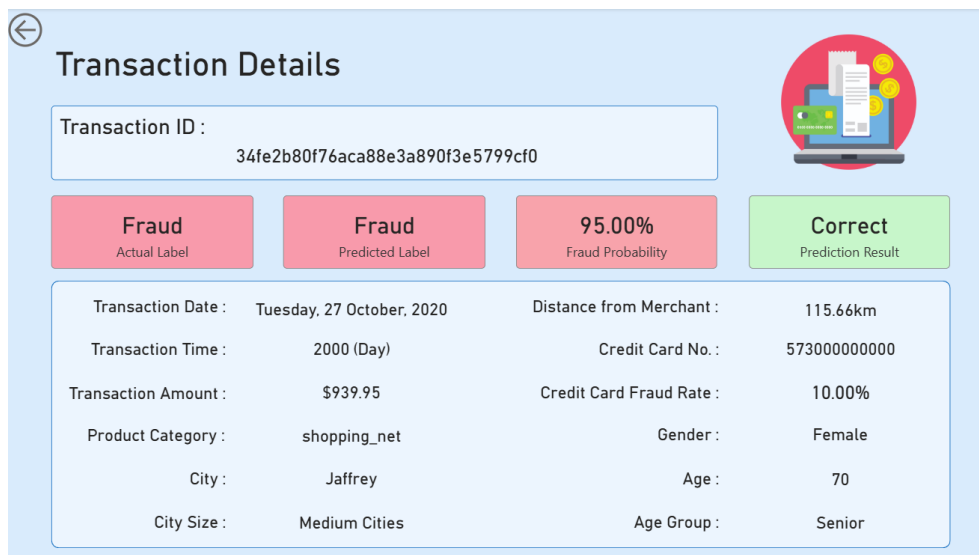 Transaction Details
Transaction ID :
34fe2b80f76aca88e3a890f3e5799cf0
Fraud
Actual Label
Fraud
Predicted Label
95.00%
Fraud Probability
Correct
Prediction Result
Transaction Date : Tuesday, 27 October, 2020 Distance from Merchant : 115.66km
Transaction Time : 2000 (Day) Credit Card No. : 573000000000
Transaction Amount : $939.95 Credit Card Fraud Rate : 10.00%
Product Category : shopping_net Gender : Female
City : Jaffrey Age : 70
City Size : Medium Cities Age Group : Senior